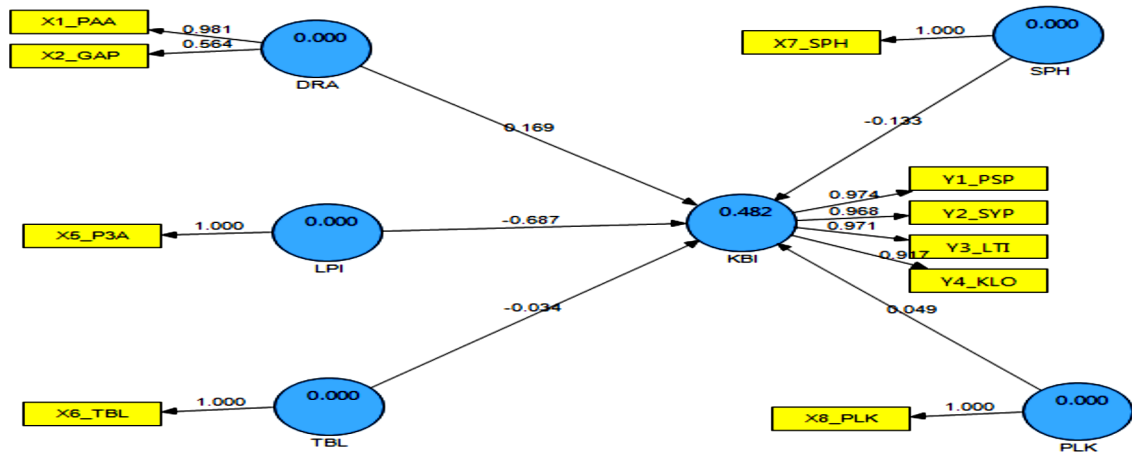 X1_PAA
0.981
X2_GAP
0.564
0.000
DRA
X7_SPH
1.000
0.000
SPH
0.169
-0.133
X5_P3A
1.000
0.000
LPI
-0.687
0.482
KBI
0.974
Y1_PSP
0.968
Y2_SYP
0.971
Y3_LTI
0.917
Y4_KLO
-0.034
0.049
X6_TBL
1.000
0.000
TBL
X8_PLK
1.000
0.000
PLK